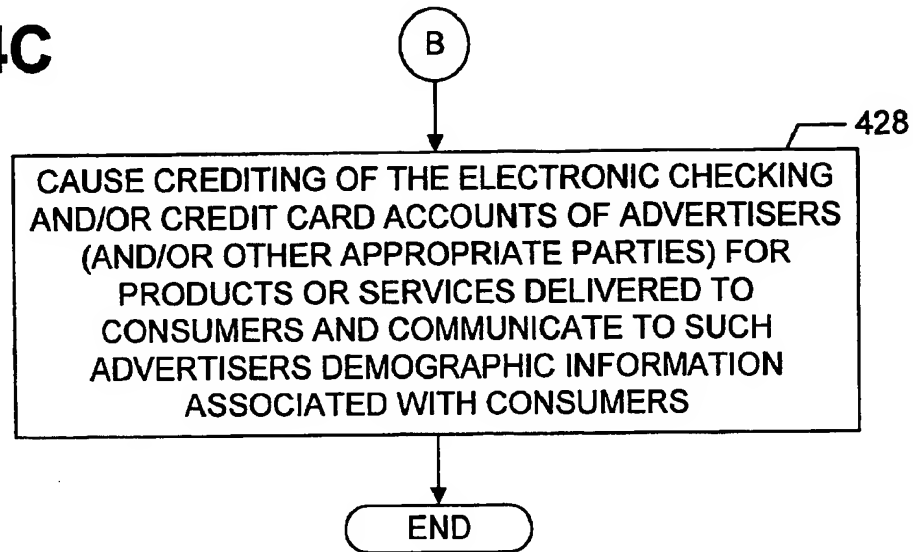 4C
B
428
CAUSE CREDITING OF THE ELECTRONIC CHECKING
AND/OR CREDIT CARD ACCOUNTS OF ADVERTISERS
(AND/OR OTHER APPROPRIATE PARTIES) FOR
PRODUCTS OR SERVICES DELIVERED TO
CONSUMERS AND COMMUNICATE TO SUCH
ADVERTISERS DEMOGRAPHIC INFORMATION
ASSOCIATED WITH CONSUMERS
END